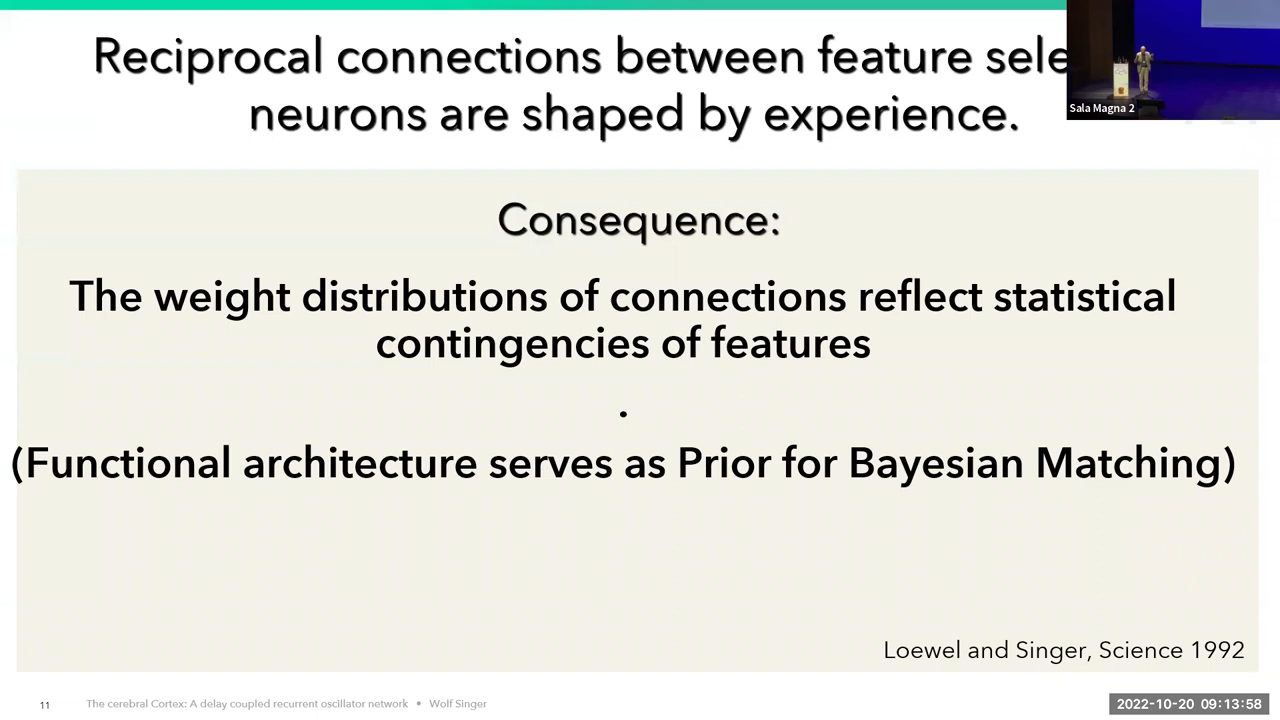 Reciprocal connections between feature sele
neurons are shaped by experience.
Sala Magna 2
Consequence:
The weight distributions of connections reflect statistical
contingencies of features
.
(Functional architecture serves as Prior for Bayesian Matching)
Loewel and Singer, Science 1992
11 The cerebral Cortex: A delay coupled recurrent oscillator network • Wolf Singer
2022-10-20 09:13:58